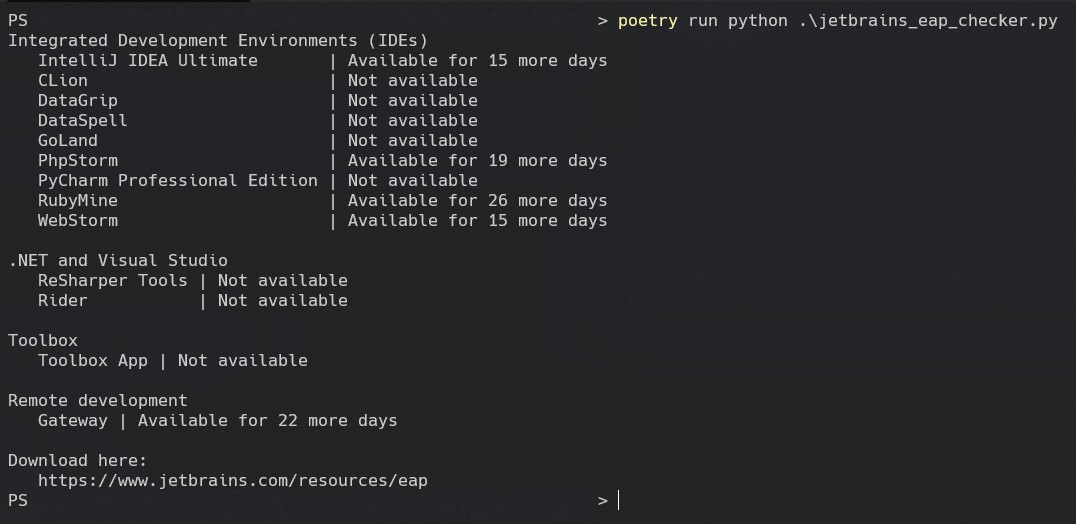 PS > poetry run python .\jetbrains_eap_checker.py
Integrated Development Environments (IDEs)
   IntelliJ IDEA Ultimate       | Available for 15 more days
   CLion                        | Not available
   DataGrip                     | Not available
   DataSpell                    | Not available
   GoLand                       | Not available
   PhpStorm                     | Available for 19 more days
   PyCharm Professional Edition | Not available
   RubyMine                     | Available for 26 more days
   WebStorm                     | Available for 15 more days

.NET and Visual Studio
   ReSharper Tools | Not available
   Rider           | Not available

Toolbox
   Toolbox App | Not available

Remote development
   Gateway | Available for 22 more days

Download here:
   https://www.jetbrains.com/resources/eap
PS >